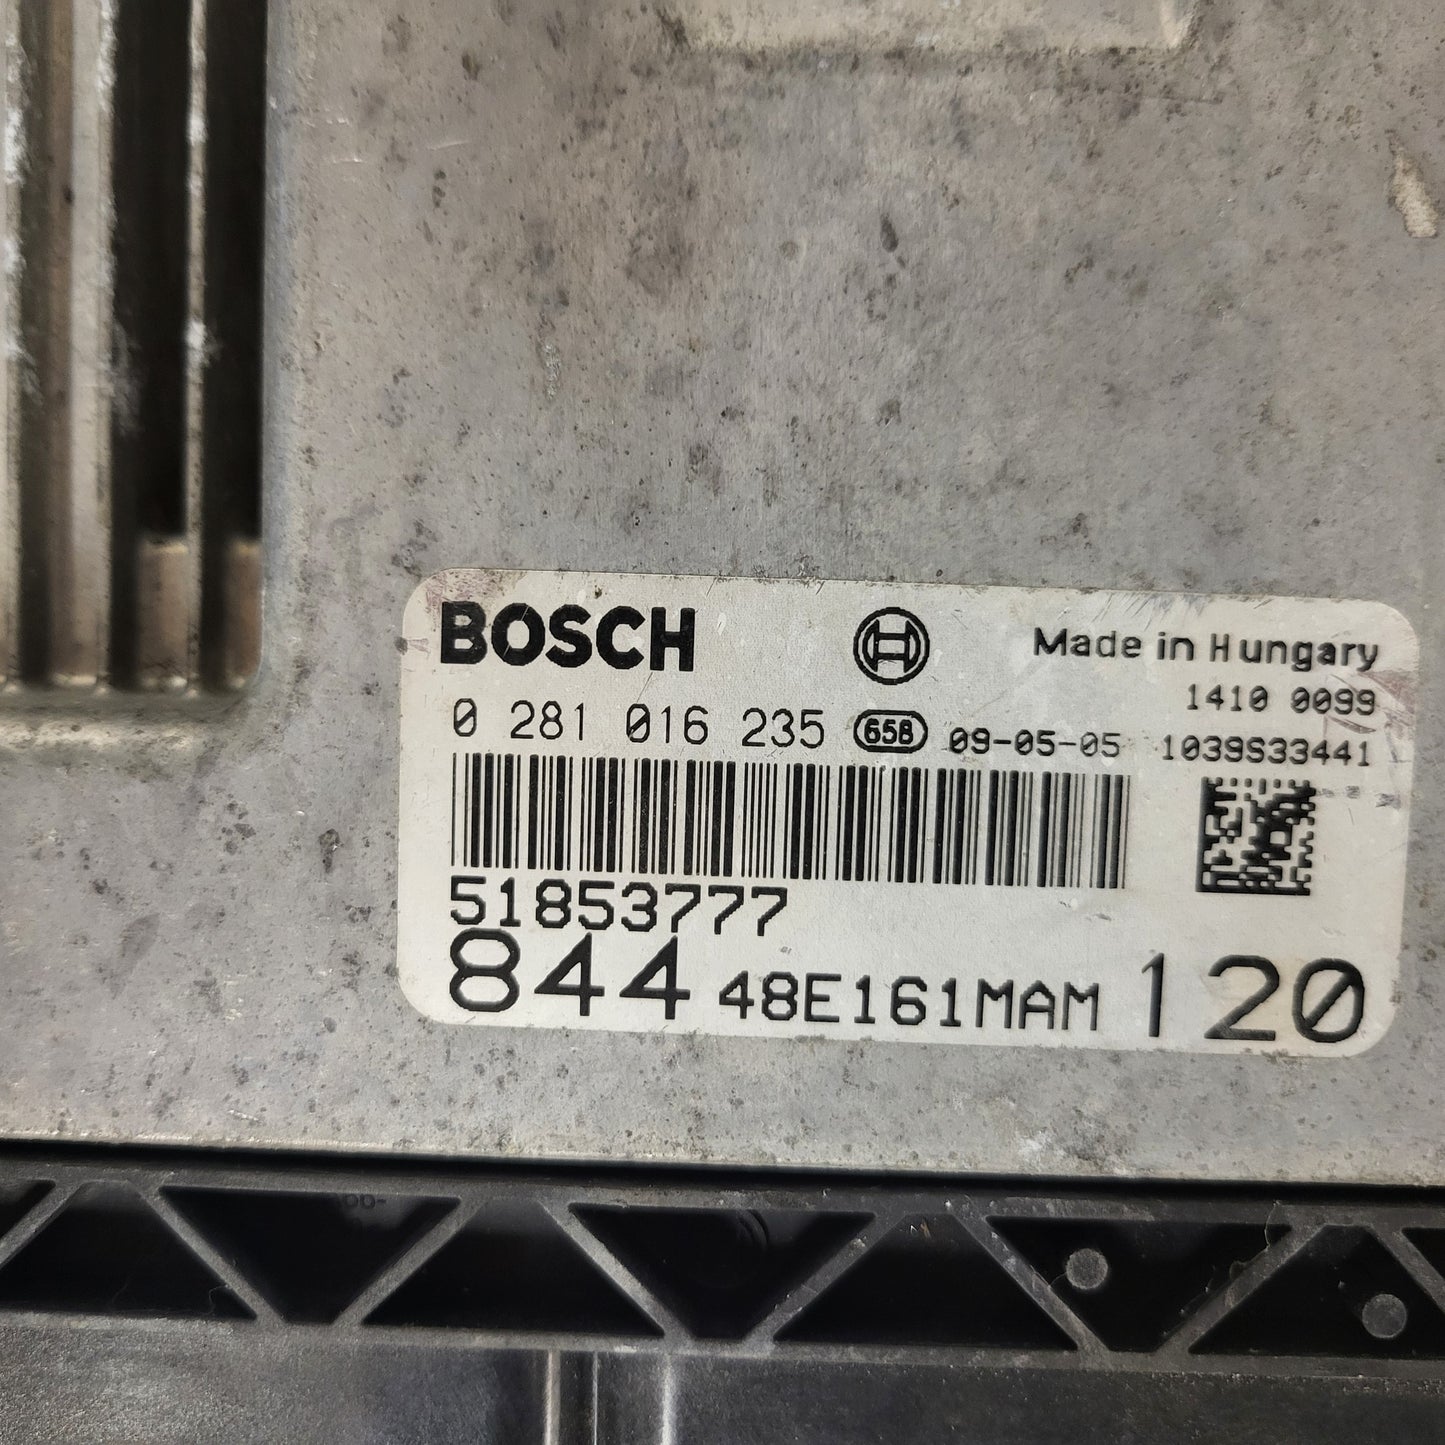 BOSCH Made in Hungary
1410 0099
0 281 016 235 658 09-05-05 1039S33441
51853777
844 48E161MAM 120